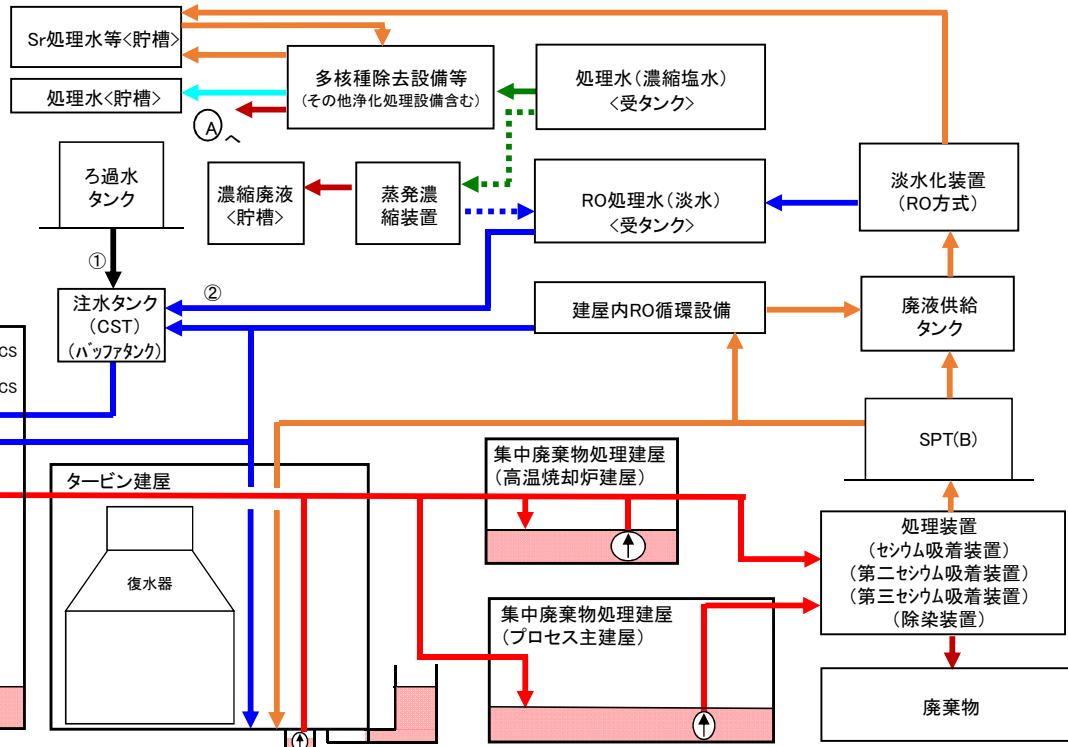 Sr処理水等<貯槽>
処理水<貯槽>
多核種除去設備等
(その他浄化処理設備含む)
処理水(濃縮塩水)
<受タンク>
Aへ
ろ過水
タンク
濃縮廃液
<貯槽>
蒸発濃
縮装置
RO処理水(淡水)
<受タンク>
淡水化装置
(RO方式)
①
②
注水タンク
(CST)
(バッファタンク)
建屋内RO循環設備
廃液供給
タンク
CS
CS
SPT(B)
タービン建屋
復水器
集中廃棄物処理建屋
(高温焼却炉建屋)
処理装置
(セシウム吸着装置)
(第二セシウム吸着装置)
(第三セシウム吸着装置)
(除染装置)
集中廃棄物処理建屋
(プロセス主建屋)
廃棄物